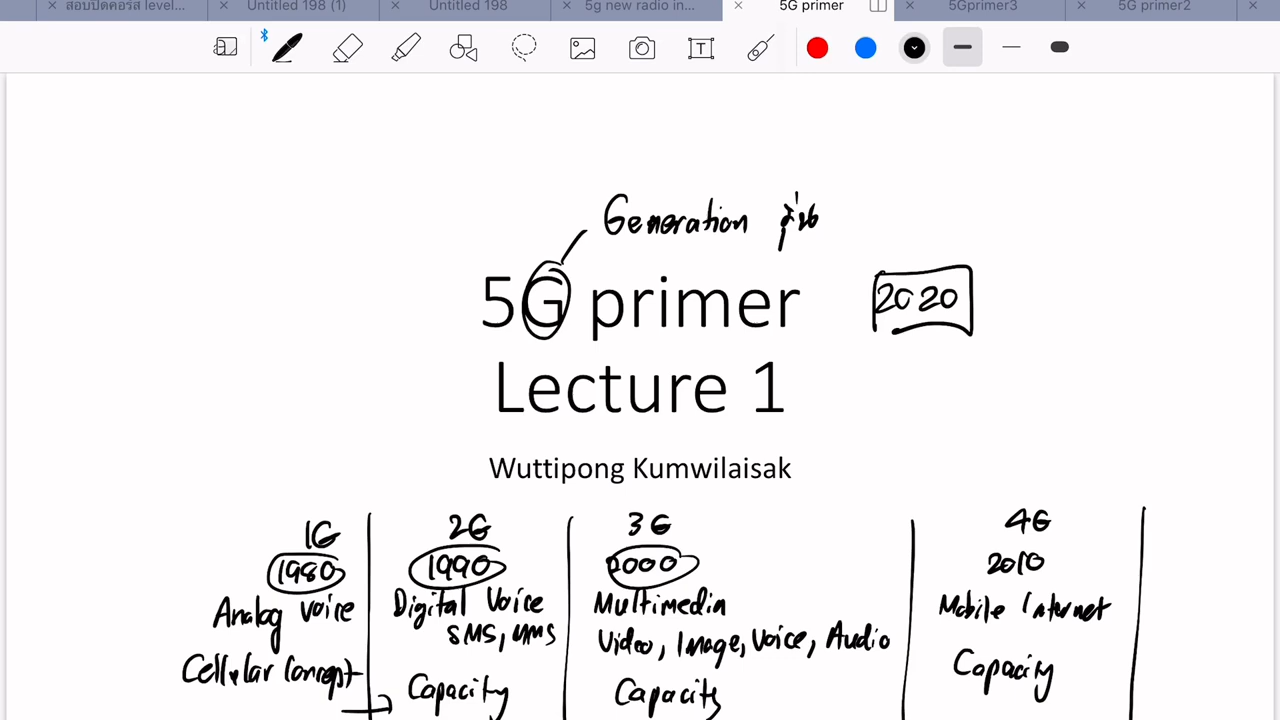 สอบปิดคอร์ส level... Untitled 198 (1) Untitled 198 5g new radio in... 5G primer 5Gprimer3 5G primer2
T
Generation
5G primer 2020
Lecture 1
Wuttipong Kumwilaisak
1G 2G 3G 4G
1980 1990 2000 2010
Analog Voice Digital Voice Multimedia Mobile Internet
SMS, MMS Video, Image, Voice, Audio
Cellular Concept Capacity Capacity Capacity